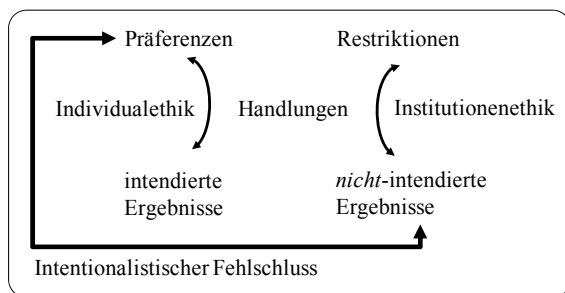 Präferenzen Restriktionen
Individualethik Handlungen Institutionenethik
intendierte nicht-intendierte
Ergebnisse Ergebnisse
Intentionalistischer Fehlschluss